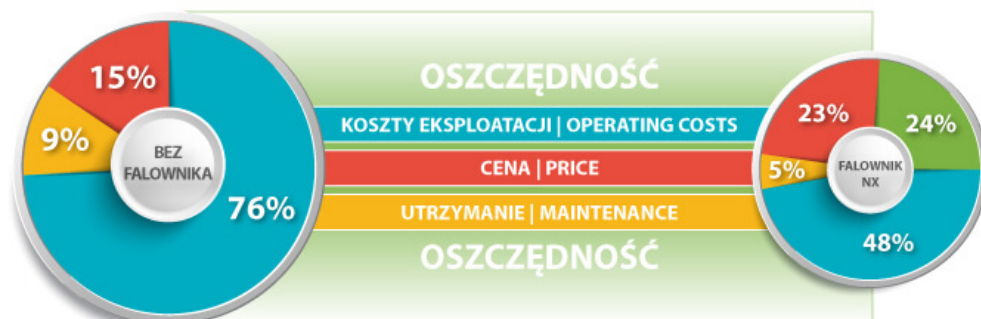 15%
9%
76%
BEZ
FALOWNIKA
OSZCZĘDNOŚĆ
KOSZTY EKSPLOATACJI | OPERATING COSTS
CENA | PRICE
UTRZYMANIE | MAINTENANCE
OSZCZĘDNOŚĆ
23%
24%
5%
48%
FALOWNIK
NX